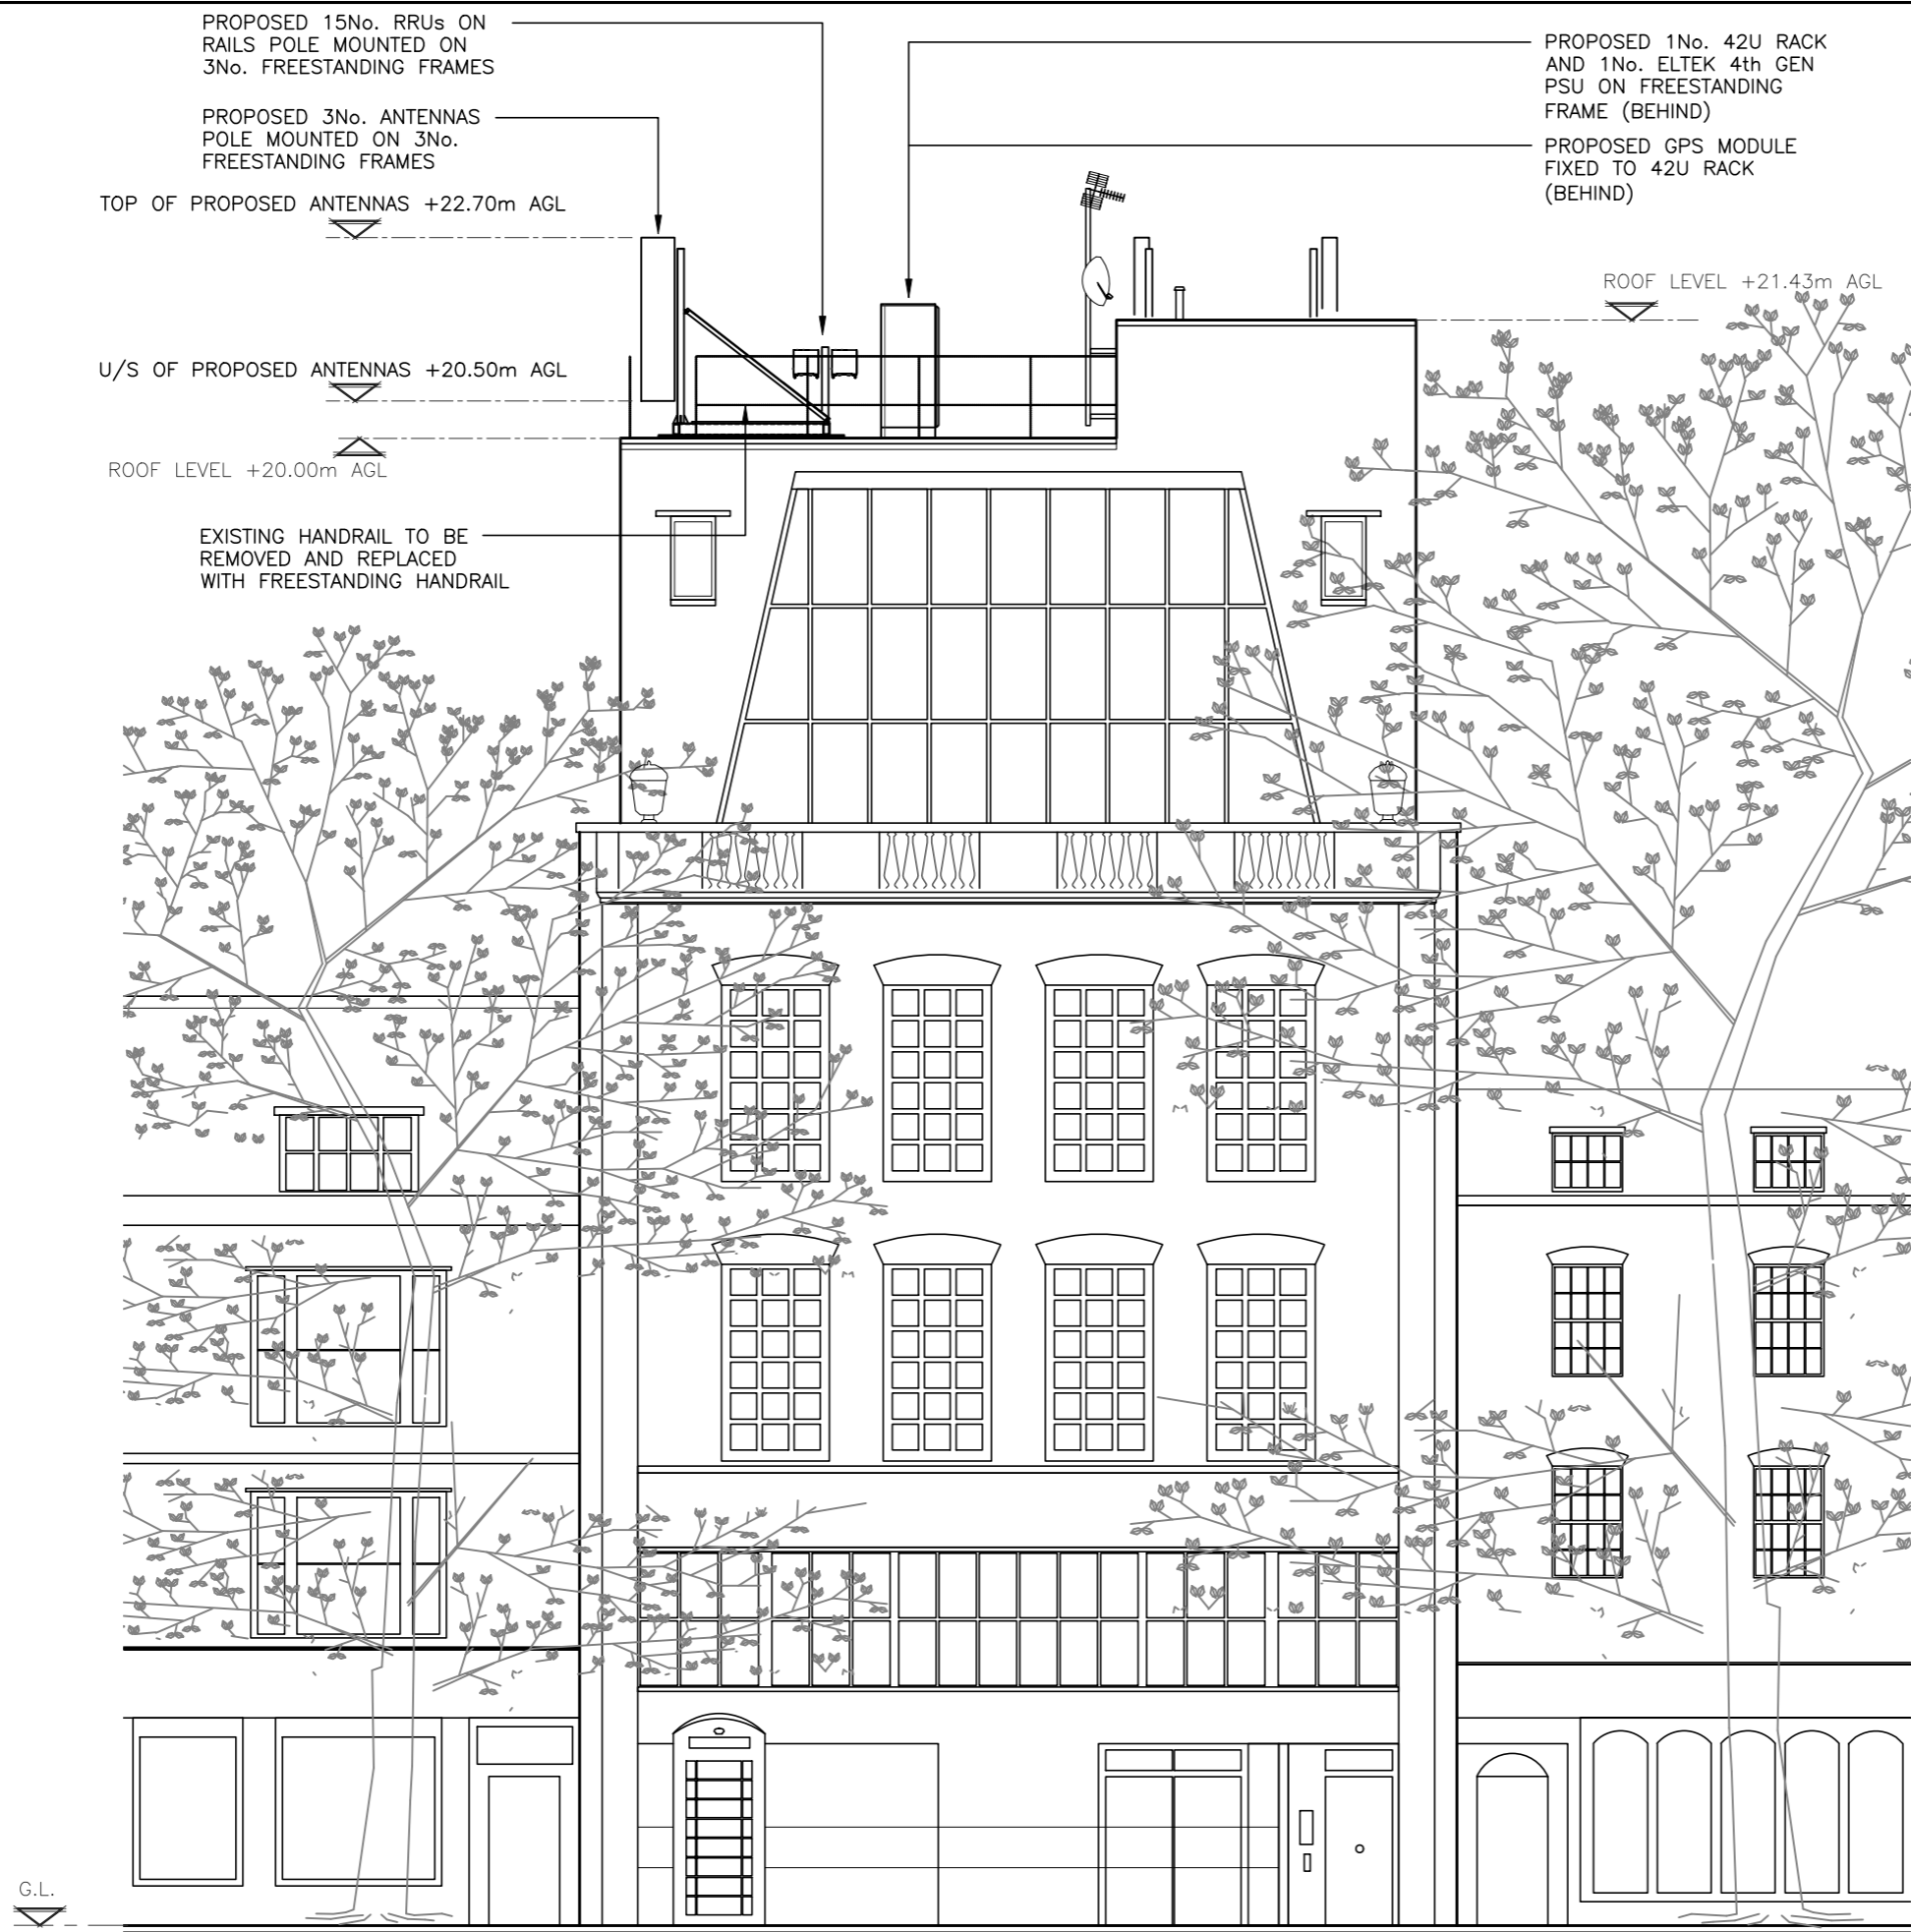 PROPOSED 15No. RRUs ON
RAILS POLE MOUNTED ON
3No. FREESTANDING FRAMES
PROPOSED 3No. ANTENNAS
POLE MOUNTED ON 3No.
FREESTANDING FRAMES
TOP OF PROPOSED ANTENNAS +22.70m AGL
U/S OF PROPOSED ANTENNAS +20.50m AGL
ROOF LEVEL +20.00m AGL
EXISTING HANDRAIL TO BE
REMOVED AND REPLACED
WITH FREESTANDING HANDRAIL
PROPOSED 1No. 42U RACK
AND 1No. ELTEK 4th GEN
PSU ON FREESTANDING
FRAME (BEHIND)
PROPOSED GPS MODULE
FIXED TO 42U RACK
(BEHIND)
ROOF LEVEL +21.43m AGL
G.L.